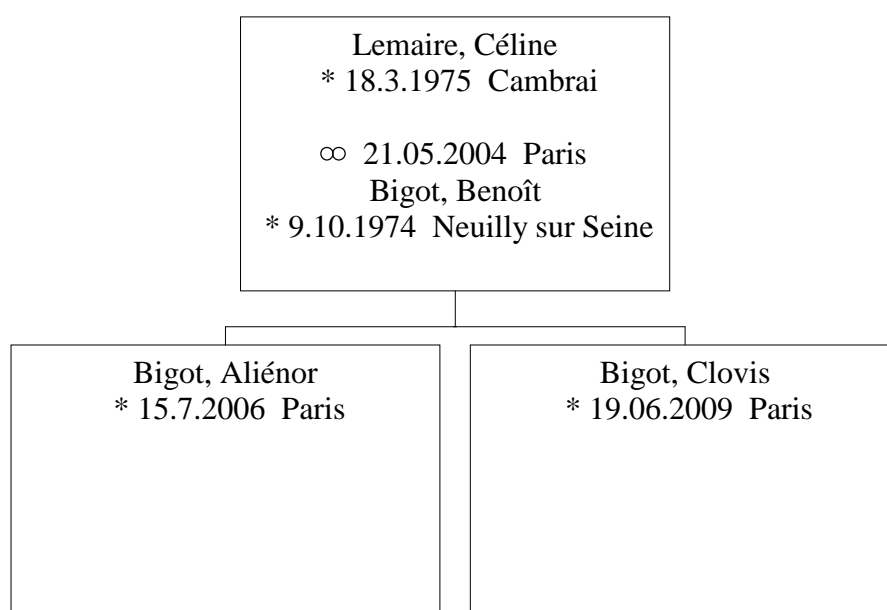 Lemaire, Céline
* 18.3.1975  Cambrai
∞  21.05.2004  Paris
Bigot, Benoît
* 9.10.1974  Neuilly sur Seine
Bigot, Aliénor
* 15.7.2006  Paris
Bigot, Clovis
* 19.06.2009  Paris